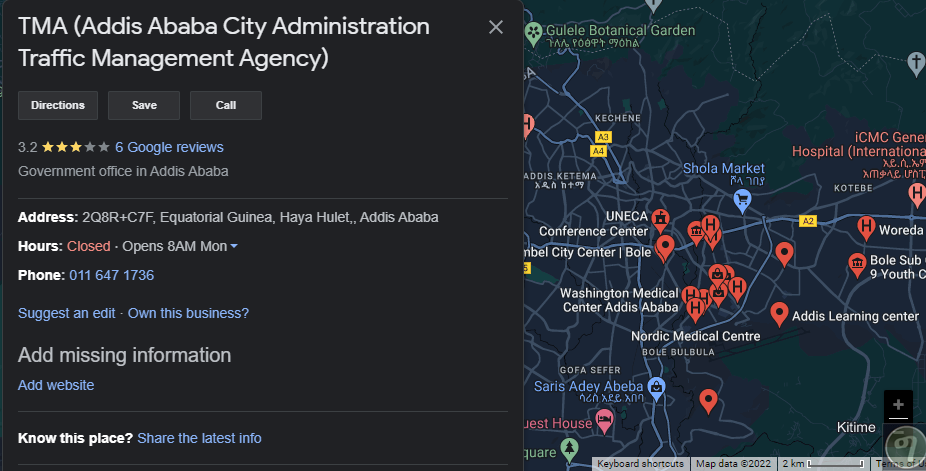 TMA (Addis Ababa City Administration
Traffic Management Agency)
Directions
Save
Call
3.2
6 Google reviews
Government office in Addis Ababa
Address: 2Q8R+C7F, Equatorial Guinea, Haya Hulet,, Addis Ababa
Hours: Closed · Opens 8AM Mon
Phone: 011 647 1736
Suggest an edit · Own this business?
Add missing information
Add website
Know this place? Share the latest info
Gulele Botanical Garden
KECHENE
A3
A4
iCMC Gene
Hospital (Internationa
Shola Market
ሾላ ገበያ
ADDIS KETEMA
አዲስ ከተማ
KOTEBE
UNECA
Conference Center
A2
Woreda
mbel City Center | Bole
Bole Sub
9 Youth C
Washington Medical
Center Addis Ababa
Addis Learning center
Nordic Medical Centre
BOLE BULBULA
GOFA SEFER
Saris Adey Abeba
ሳሪስ አደይ አበባ
uest House
Kitime
quare
Keyboard shortcuts
Map data ©2022
2 km
Terms of U